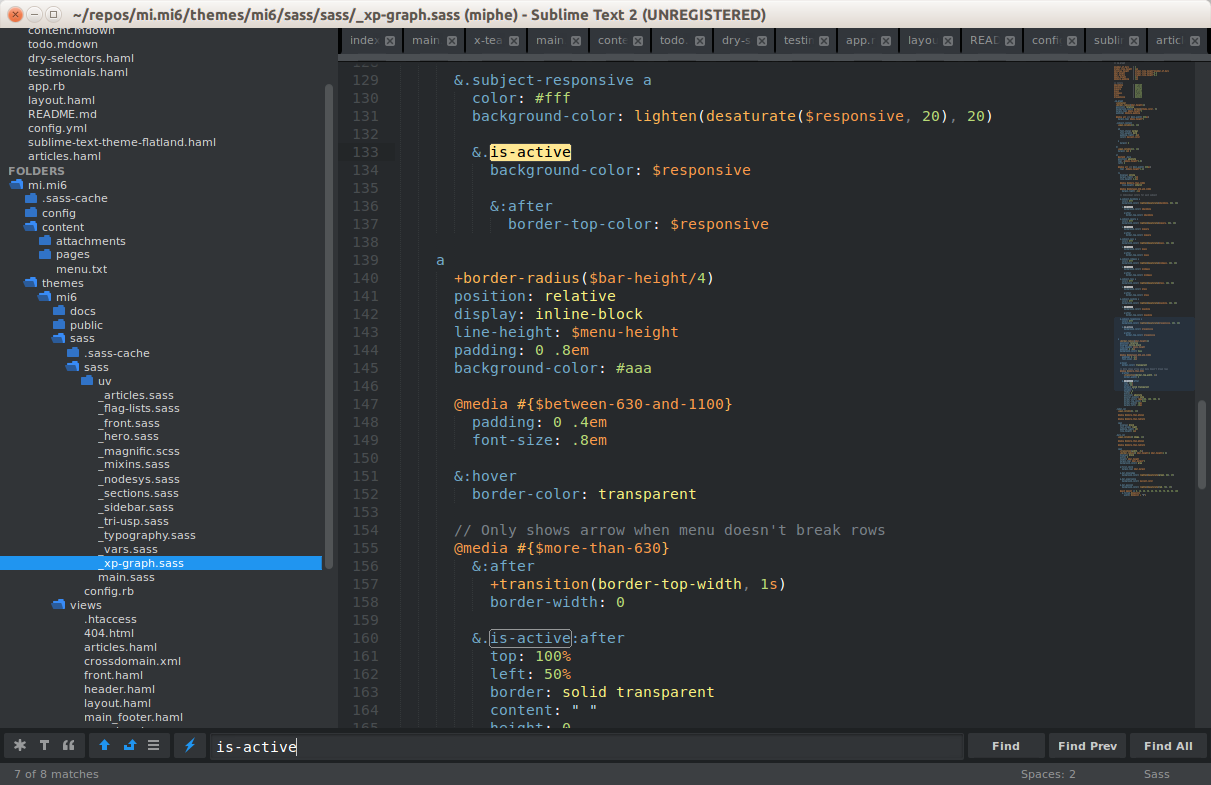 ~/repos/mi.mi6/themes/mi6/sass/sass/_xp-graph.sass (miphe) - Sublime Text 2 (UNREGISTERED)
content.mdown
todo.mdown
dry-selectors.haml
testimonials.haml
app.rb
layout.haml
README.md
config.yml
sublime-text-theme-flatland.haml
articles.haml
FOLDERS
mi.mi6
.sass-cache
config
content
attachments
pages
menu.txt
themes
mi6
docs
public
sass
.sass-cache
sass
uv
_articles.sass
_flag-lists.sass
_front.sass
_hero.sass
_magnific.scss
_mixins.sass
_nodesys.sass
_sections.sass
_sidebar.sass
_tri-usp.sass
_typography.sass
_vars.sass
_xp-graph.sass
main.sass
config.rb
views
.htaccess
404.html
articles.haml
crossdomain.xml
front.haml
header.haml
layout.haml
main_footer.haml
index main x-tea main conte todo. dry-s testin app.r layou READ confi subli articl
128
129 &.subject-responsive a
130 color: #fff
131 background-color: lighten(desaturate($responsive, 20), 20)
132
133 &.is-active
134 background-color: $responsive
135
136 &:after
137 border-top-color: $responsive
138
139 a
140 +border-radius($bar-height/4)
141 position: relative
142 display: inline-block
143 line-height: $menu-height
144 padding: 0 .8em
145 background-color: #aaa
146
147 @media #{$between-630-and-1100}
148 padding: 0 .4em
149 font-size: .8em
150
151 &:hover
152 border-color: transparent
153
154 // Only shows arrow when menu doesn't break rows
155 @media #{$more-than-630}
156 &:after
157 +transition(border-top-width, 1s)
158 border-width: 0
159
160 &.is-active:after
161 top: 100%
162 left: 50%
163 border: solid transparent
164 content: " "
165 height: 0
is-active
Find Find Prev Find All
7 of 8 matches Spaces: 2 Sass